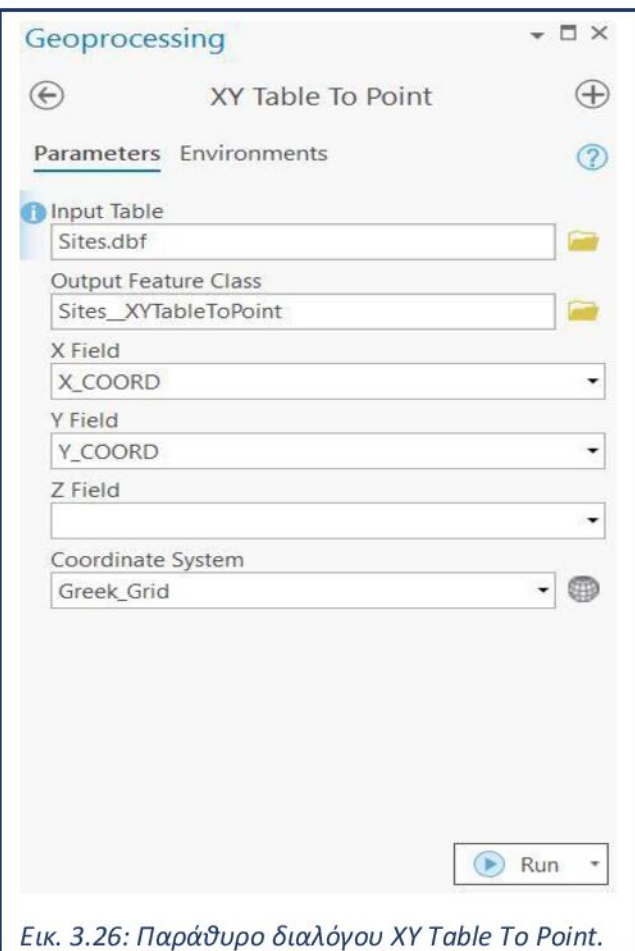 Geoprocessing
XY Table To Point
Parameters Environments
Input Table
Sites.dbf
Output Feature Class
Sites__XYTableToPoint
X Field
X_COORD
Y Field
Y_COORD
Z Field
Coordinate System
Greek_Grid
Run
Εικ. 3.26: Παράθυρο διαλόγου XY Table To Point.